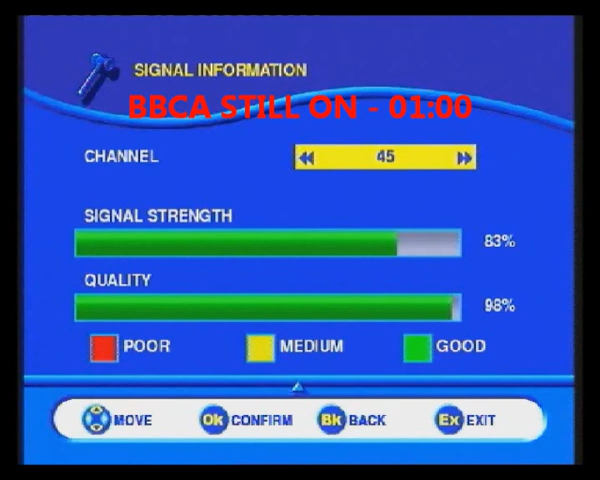 SIGNAL INFORMATION
BBCA STILL ON - 01:00
CHANNEL 45
SIGNAL STRENGTH
83%
QUALITY
98%
POOR MEDIUM GOOD
MOVE Ok CONFIRM Bk BACK Ex EXIT